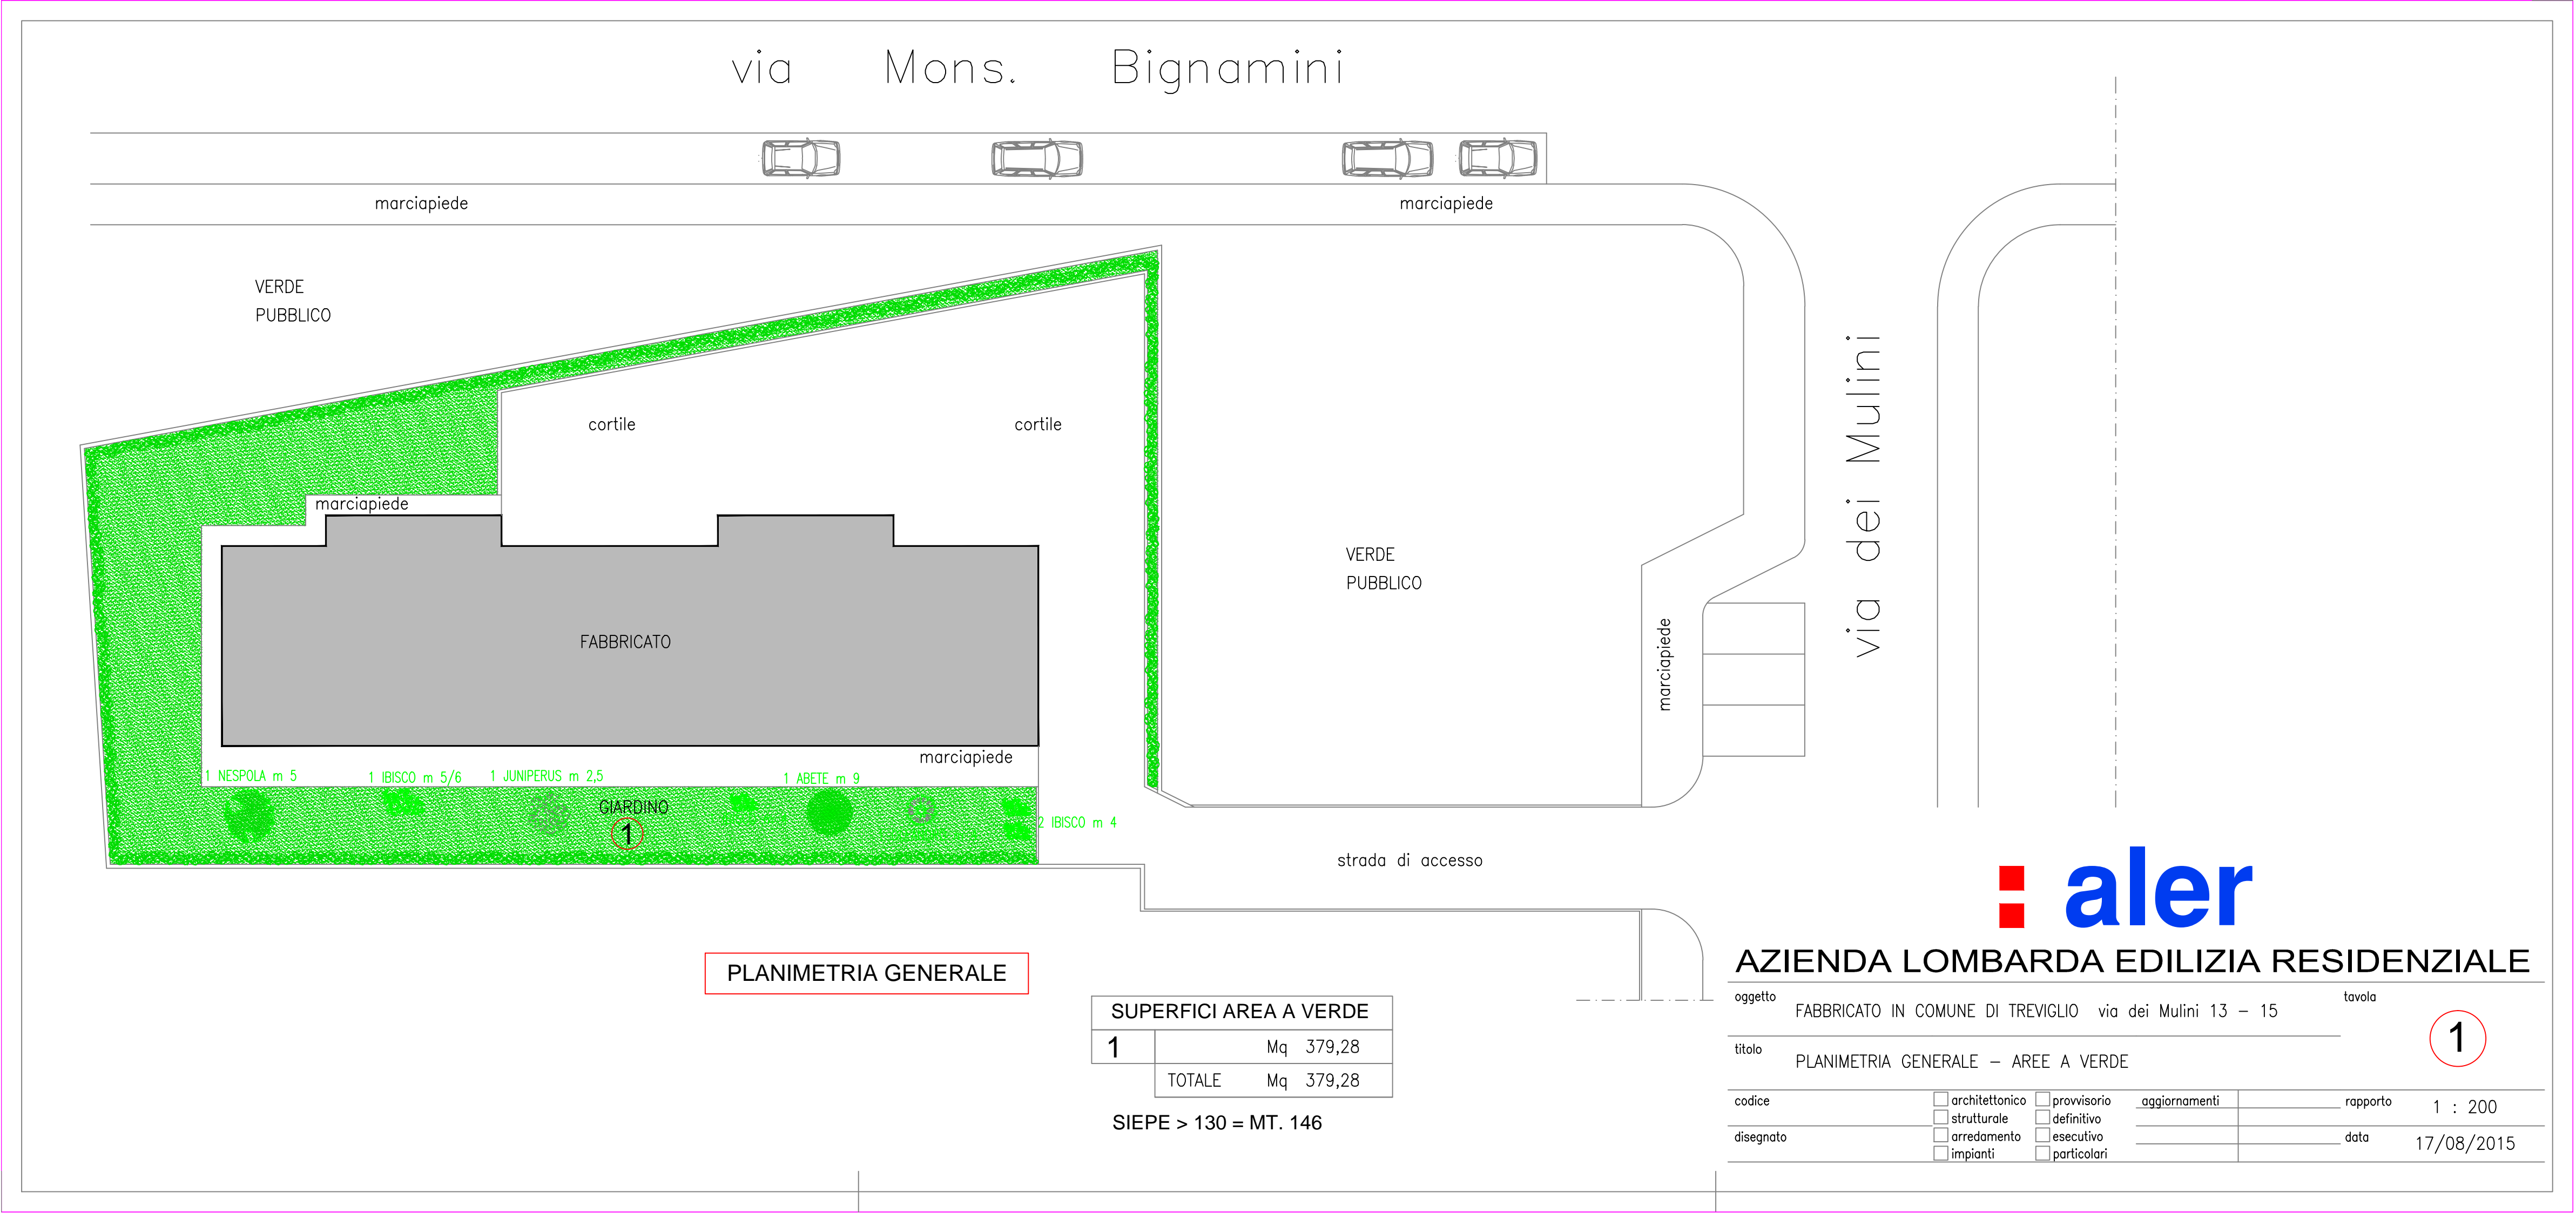 via Mons. Bignamini
marciapiede
marciapiede
VERDE
PUBBLICO
cortile
cortile
marciapiede
VERDE
PUBBLICO
via dei Mulini
FABBRICATO
marciapiede
marciapiede
1 NESPOLA m 5
1 IBISCO m 5/6
1 JUNIPERUS m 2,5
1 ABETE m 9
GIARDINO
1
2 IBISCO m 4
strada di accesso
aler
AZIENDA LOMBARDA EDILIZIA RESIDENZIALE
PLANIMETRIA GENERALE
SUPERFICI AREA A VERDE
1 Mq 379,28
TOTALE Mq 379,28
SIEPE > 130 = MT. 146
oggetto
FABBRICATO IN COMUNE DI TREVIGLIO via dei Mulini 13 - 15
tavola
1
titolo
PLANIMETRIA GENERALE - AREE A VERDE
codice
architettonico
provvisorio
aggiornamenti
rapporto
1 : 200
strutturale
definitivo
disegnato
arredamento
esecutivo
data
17/08/2015
impianti
particolari